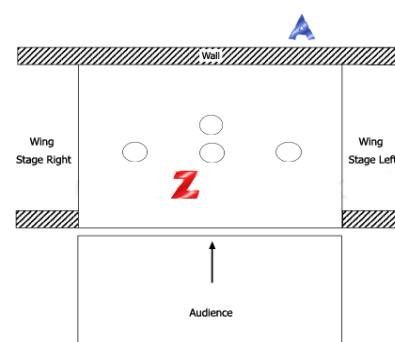 A
Wall
Wing
Stage Right
Wing
Stage Left
Z
Audience